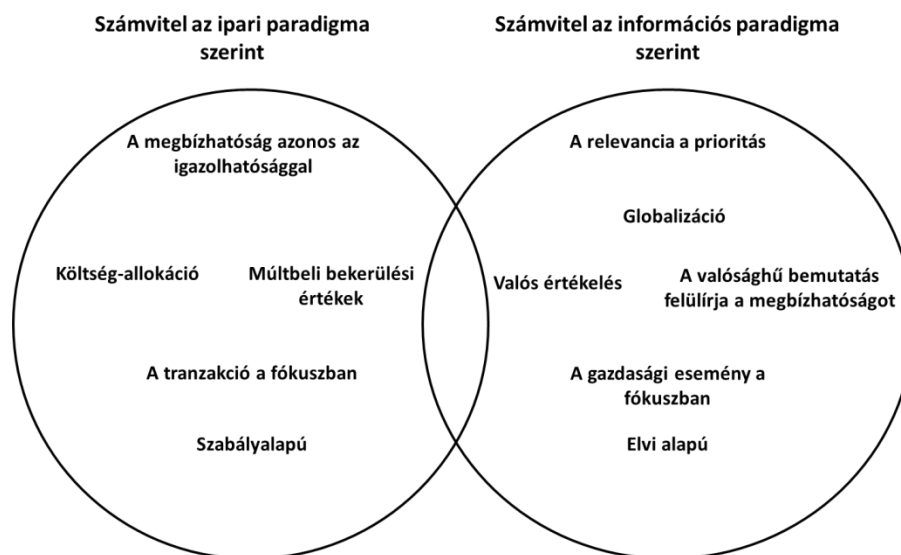 Számvitel az ipari paradigma
szerint
Számvitel az információs paradigma
szerint
A megbízhatóság azonos az
igazolhatósággal
Költség-allokáció
Múltbeli bekerülési
értékek
A tranzakció a fókuszban
Szabályalapú
A relevancia a prioritás
Globalizáció
Valós értékelés
A valósághű bemutatás
felülírja a megbízhatóságot
A gazdasági esemény a
fókuszban
Elvi alapú